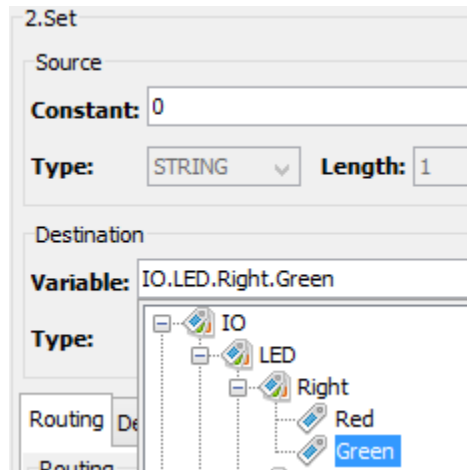 2.Set
Source
Constant: 0
Type: STRING Length: 1
Destination
Variable: IO.LED.Right.Green
Type:
IO
LED
Right
Red
Green
Routing
Routing